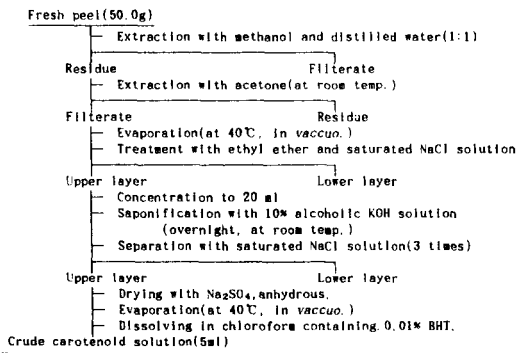 Fresh peel(50.0g)
Extraction with methanol and distilled water(1:1)
Residue Filterate
Extraction with acetone(at room temp.)
Filterate Residue
Evaporation(at 40℃, in vaccuo.)
Treatment with ethyl ether and saturated NaCl solution
Upper layer Lower layer
Concentration to 20 ml
Saponification with 10% alcoholic KOH solution
(overnight, at room temp.)
Separation with saturated NaCl solution(3 times)
Upper layer Lower layer
Drying with Na₂SO₄,anhydrous.
Evaporation(at 40℃, in vaccuo.)
Dissolving in chloroform containing 0.01% BHT.
Crude carotenoid solution(5ml)